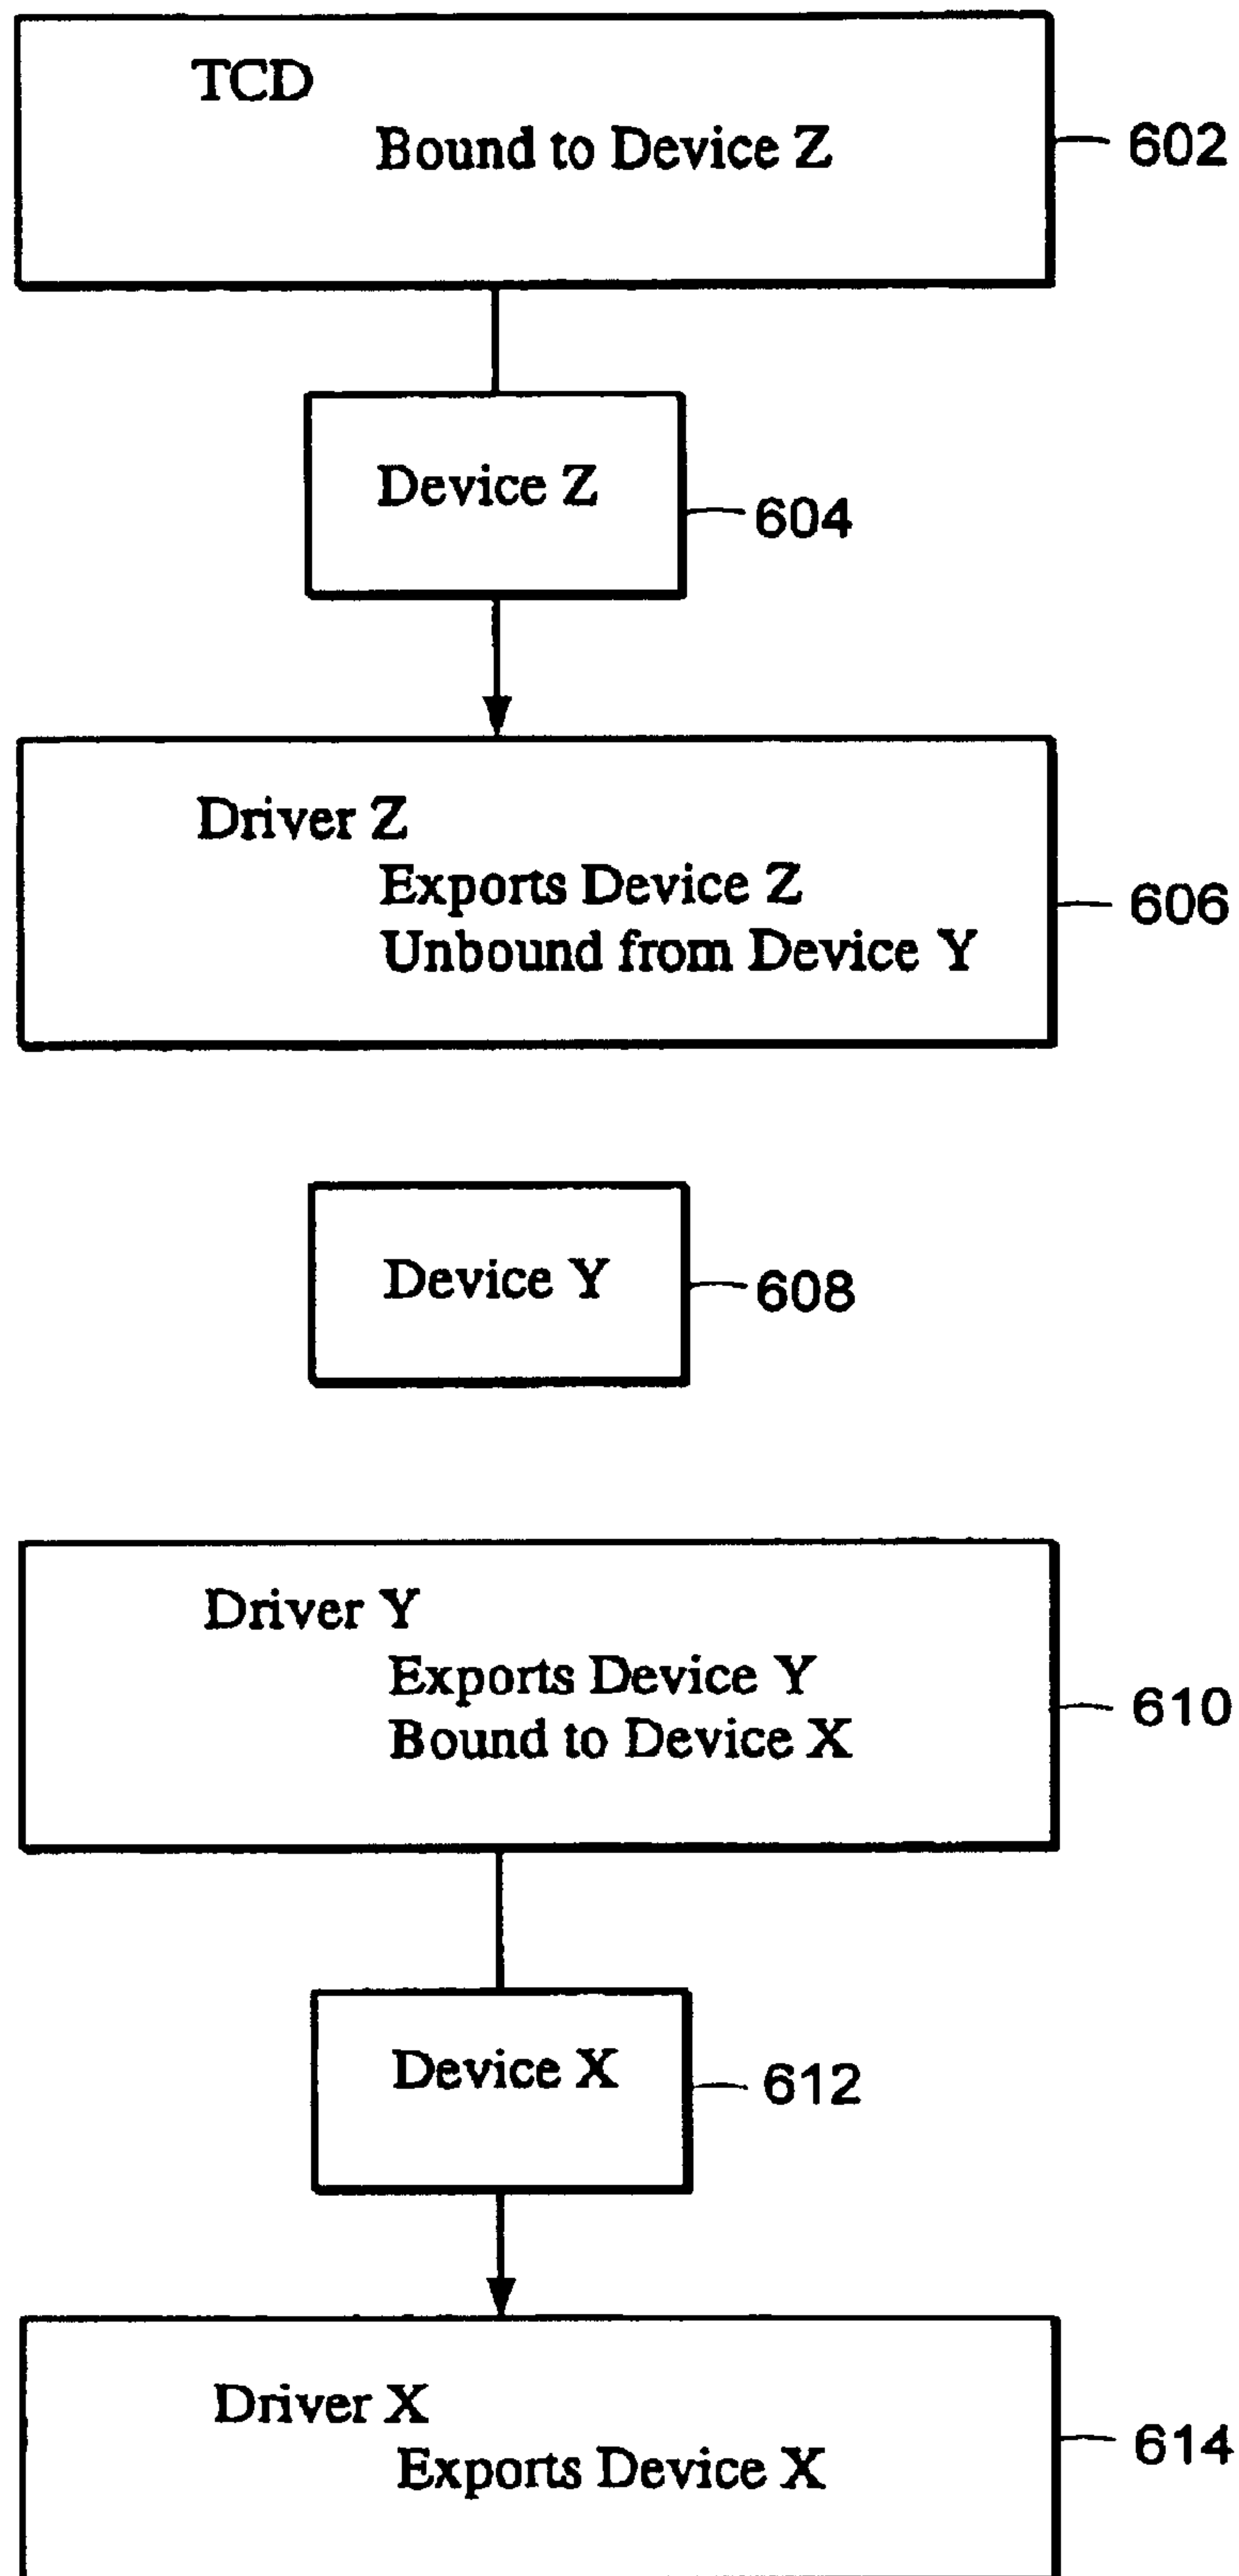 TCD
Bound to Device Z
602
Device Z
604
Driver Z
Exports Device Z
Unbound from Device Y
606
Device Y
608
Driver Y
Exports Device Y
Bound to Device X
610
Device X
612
Driver X
Exports Device X
614